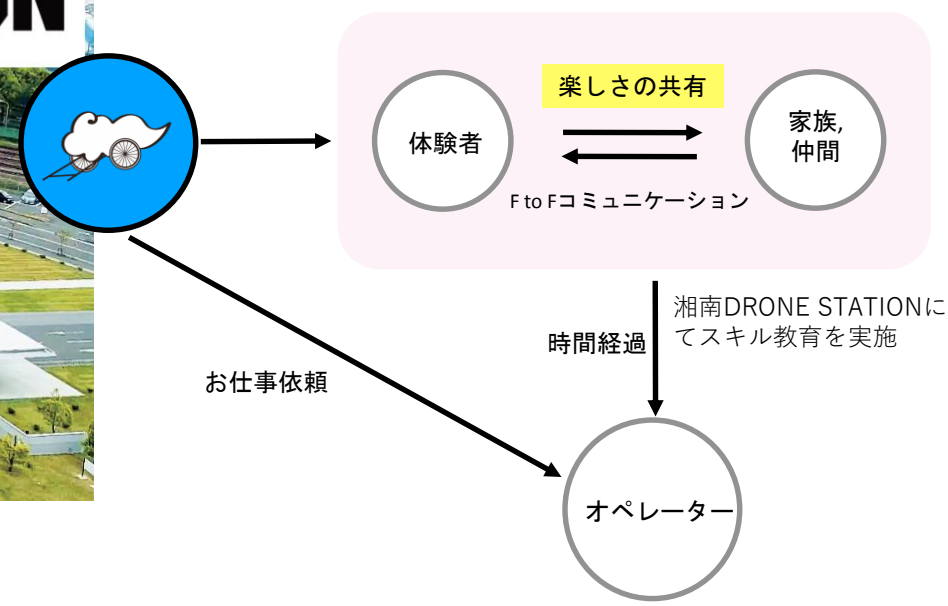 ON
楽しさの共有
体験者
家族,
仲間
F to Fコミュニケーション
湘南DRONE STATIONに
てスキル教育を実施
時間経過
お仕事依頼
オペレーター